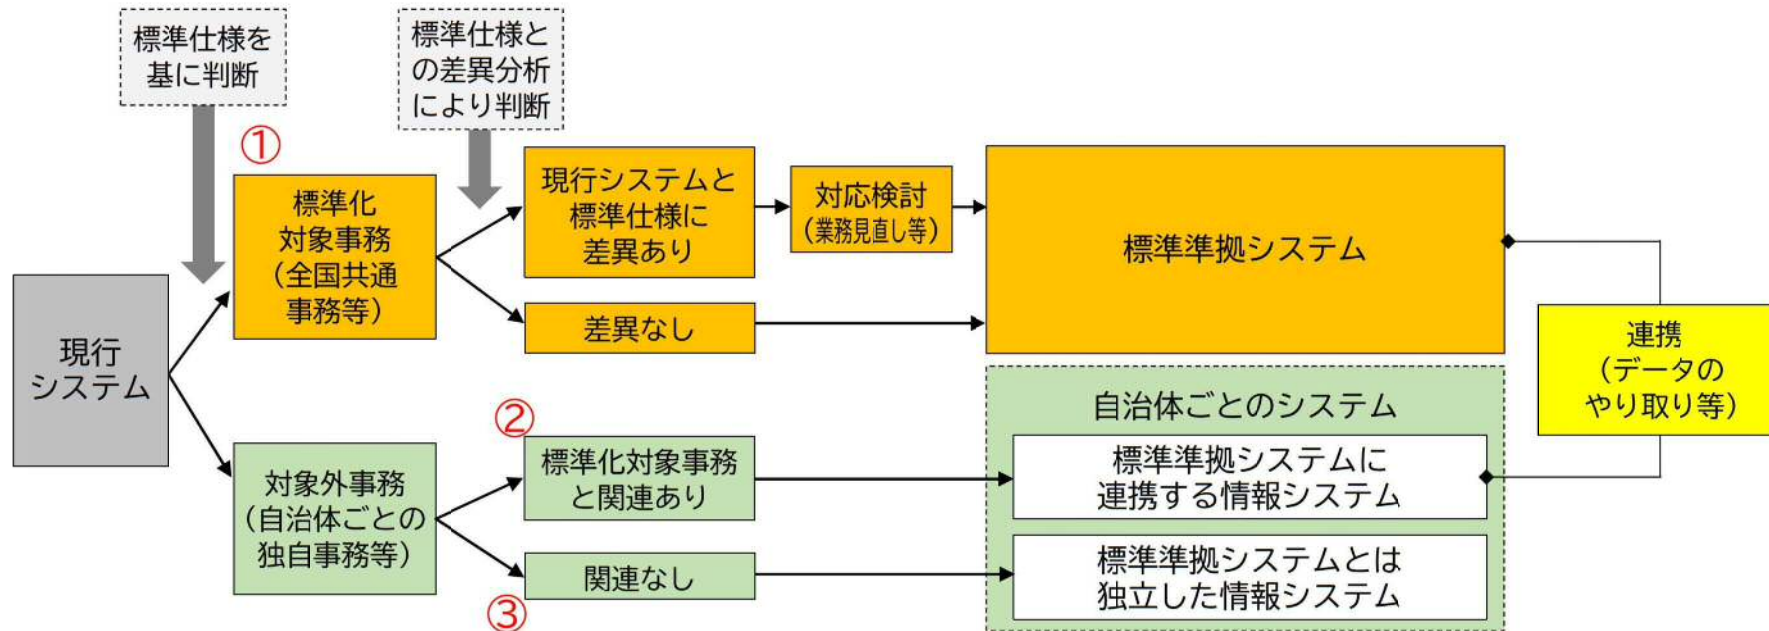 標準仕様を
基に判断
標準仕様と
の差異分析
により判断
①
標準化
対象事務
（全国共通
事務等）
現行システムと
標準仕様に
差異あり
対応検討
（業務見直し等）
標準準拠システム
差異なし
現行
システム
連携
（データの
やり取り等）
自治体ごとのシステム
②
対象外事務
（自治体ごとの
独自事務等）
標準化対象事務
と関連あり
標準準拠システムに
連携する情報システム
関連なし
③
標準準拠システムとは
独立した情報システム